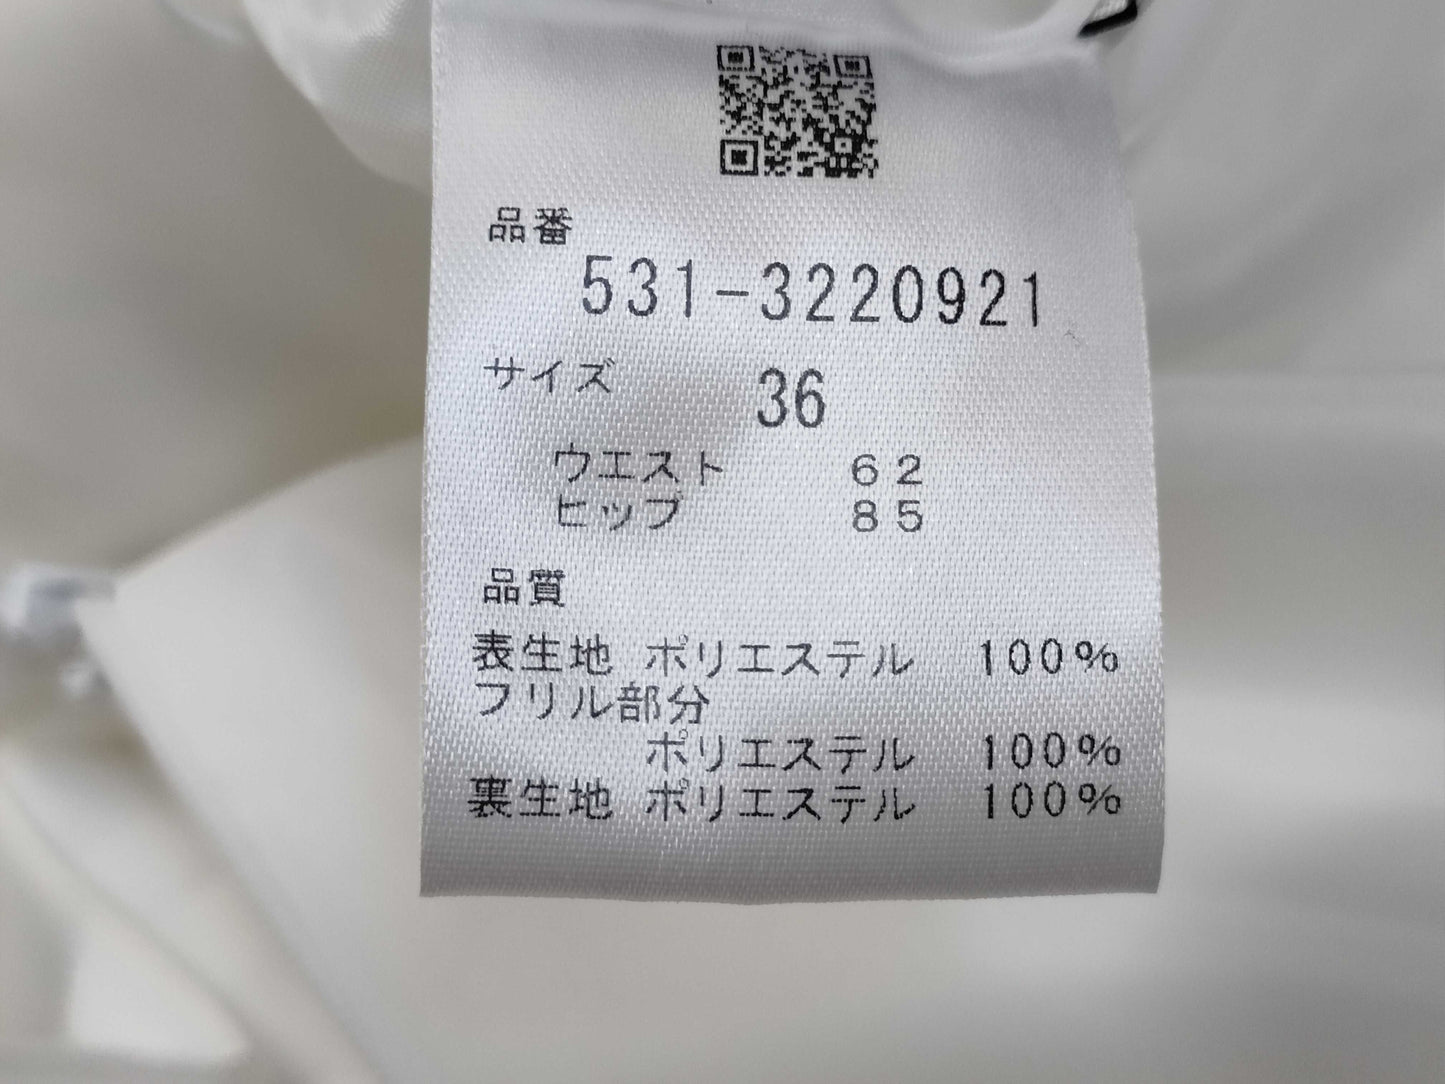 品番
531-3220921
サイズ 36
ウエスト 62
ヒップ 85
品質
表生地 ポリエステル 100%
フリル部分
ポリエステル 100%
裏生地 ポリエステル 100%